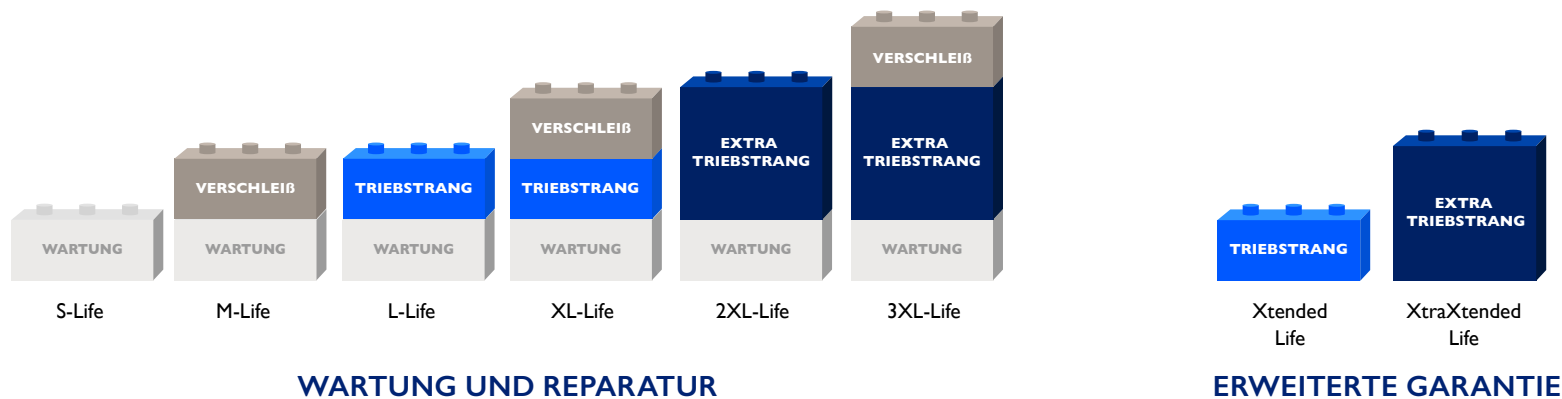 VERSCHLEIß
VERSCHLEIß
EXTRA
TRIEBSTRANG
EXTRA
TRIEBSTRANG
VERSCHLEIß
TRIEBSTRANG
TRIEBSTRANG
EXTRA
TRIEBSTRANG
WARTUNG
WARTUNG
WARTUNG
WARTUNG
WARTUNG
WARTUNG
TRIEBSTRANG
S-Life
M-Life
L-Life
XL-Life
2XL-Life
3XL-Life
Xtended
Life
XtraXtended
Life
WARTUNG UND REPARATUR
ERWEITERTE GARANTIE